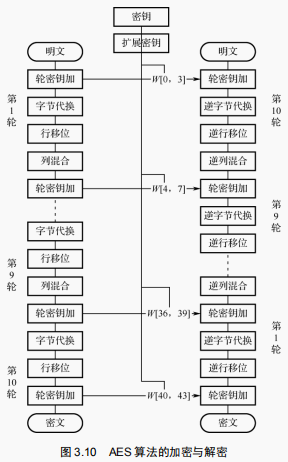 密钥
扩展密钥
明文
轮密钥加
字节代换
行移位
列混合
轮密钥加
字节代换
行移位
列混合
轮密钥加
字节代换
行移位
轮密钥加
密文
第1轮
第9轮
第10轮
W[0，3]
W[4，7]
W[36，39]
W[40，43]
明文
轮密钥加
逆字节代换
逆行移位
逆列混合
轮密钥加
逆字节代换
逆行移位
逆列混合
轮密钥加
逆字节代换
逆行移位
轮密钥加
密文
第10轮
第9轮
第1轮
图 3.10 AES 算法的加密与解密